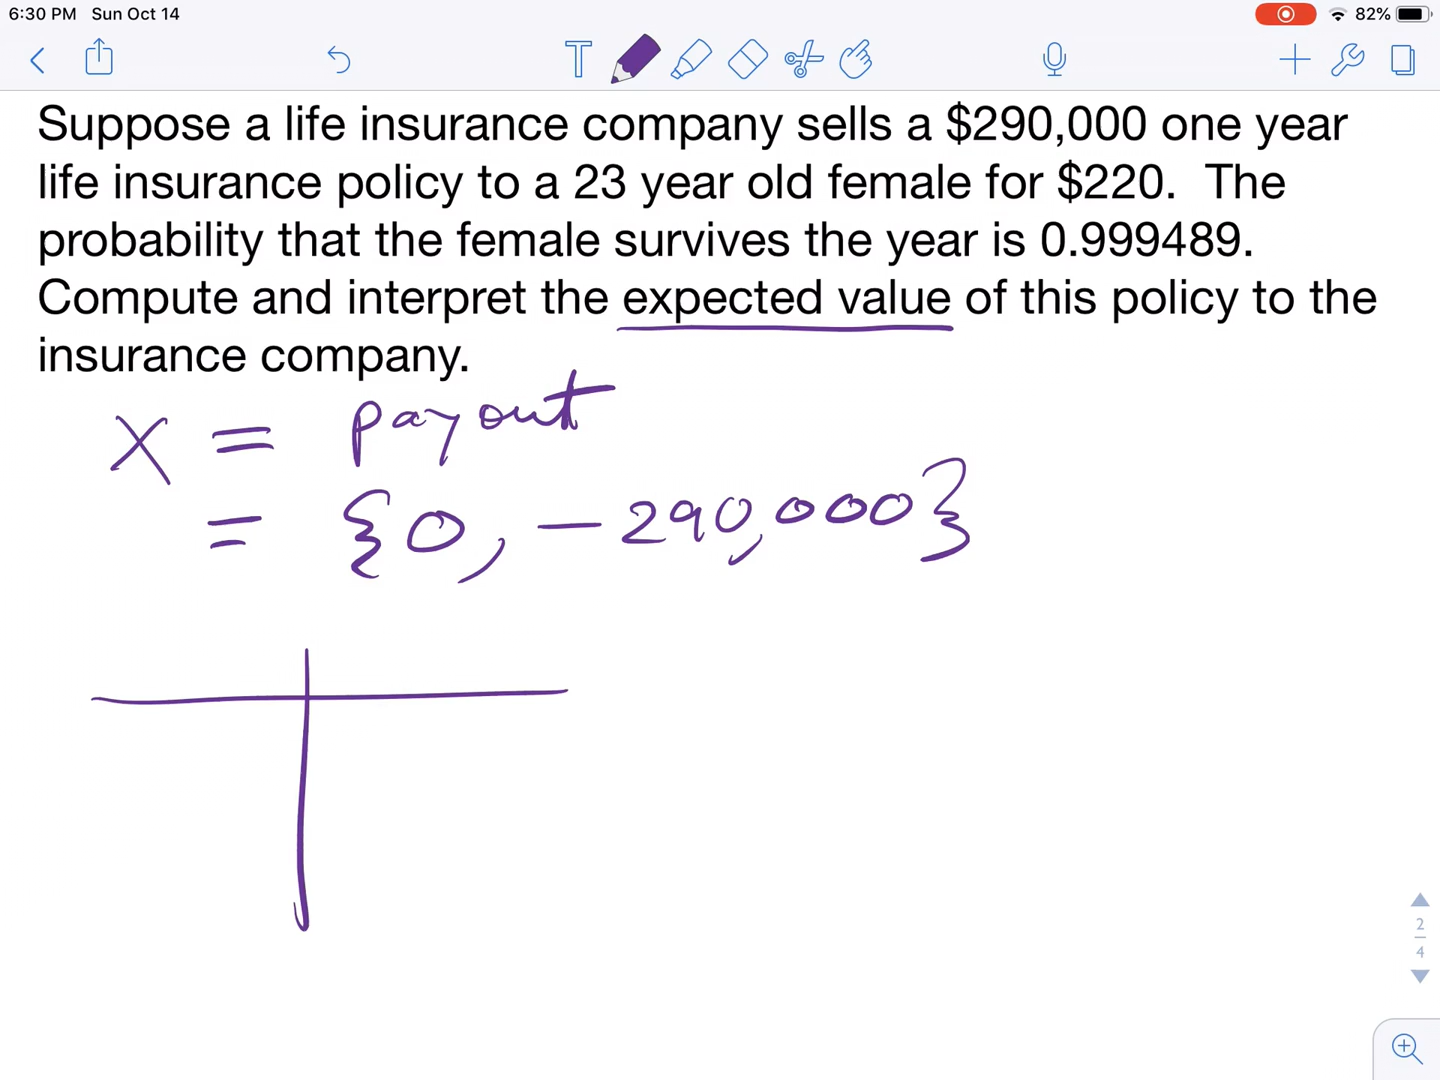 6:30 PM Sun Oct 14 82%
T
Suppose a life insurance company sells a $290,000 one year
life insurance policy to a 23 year old female for $220. The
probability that the female survives the year is 0.999489.
Compute and interpret the expected value of this policy to the
insurance company.
X = payout
= {0, -290,000}
2
4